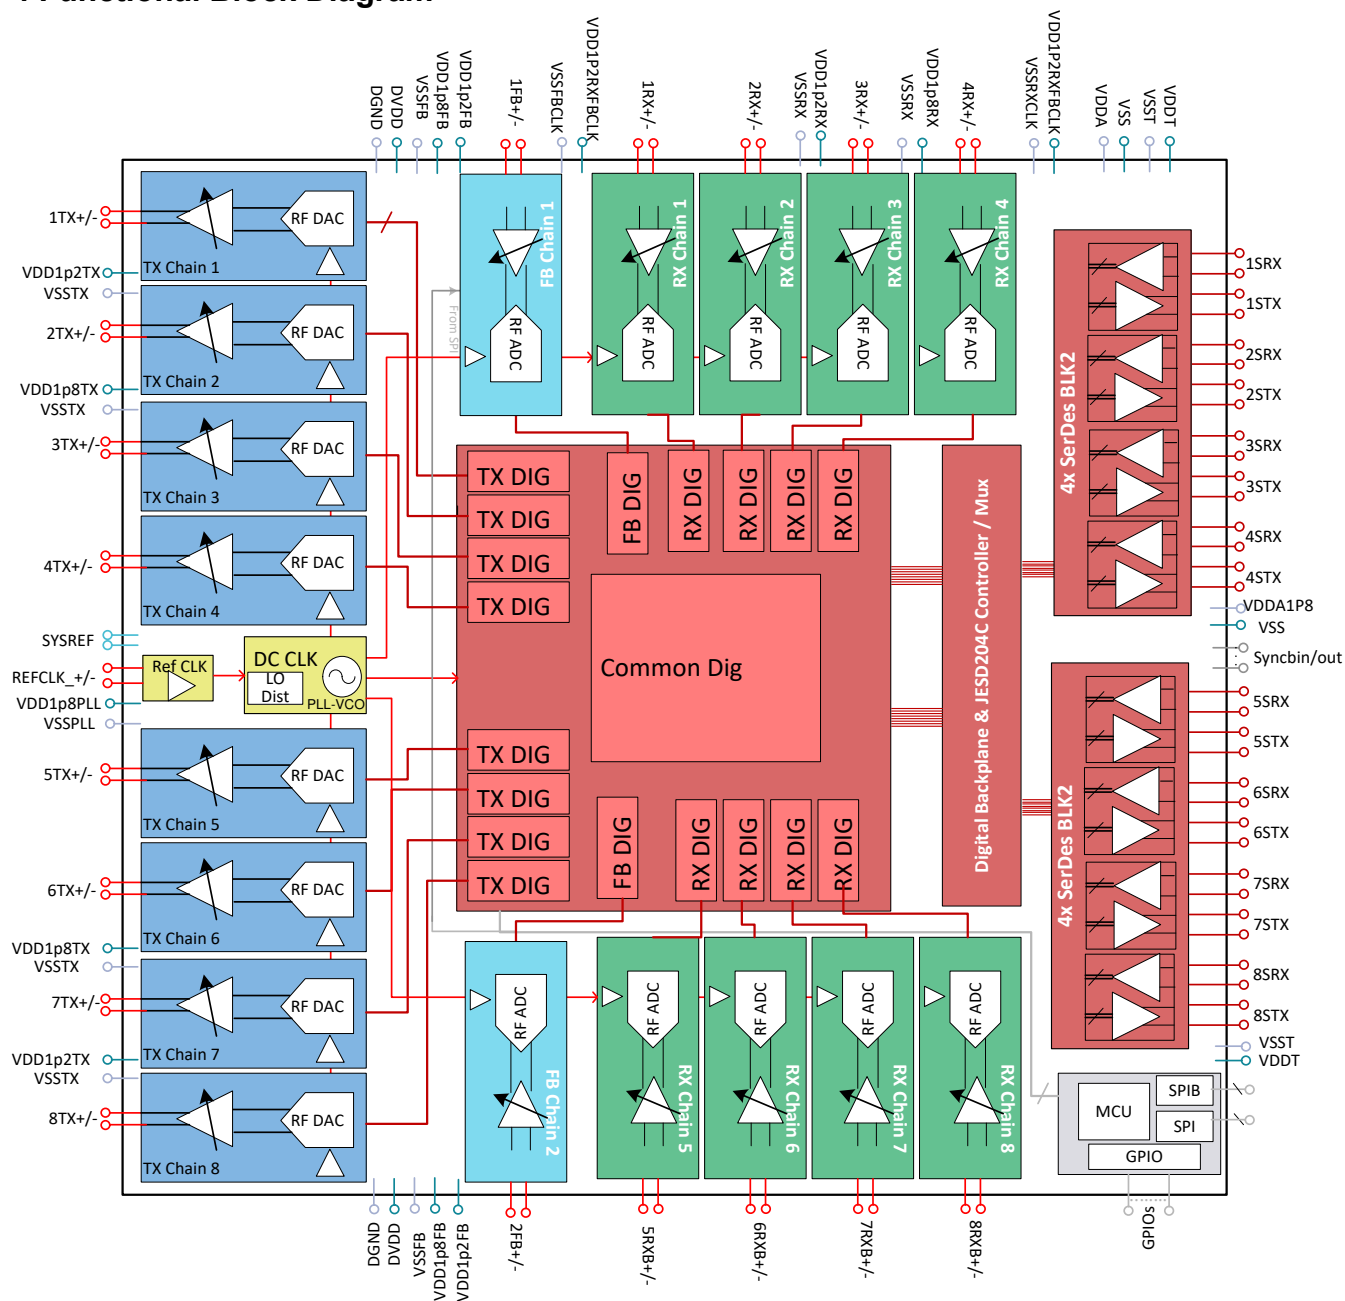 DGND
DVDD
VSSFB
VDD1p8FB
VDD1p2FB
1FB+/-
VSSFBCLK
VDD1P2RXFBCLK
1RX+/-
2RX+/-
VSSRX
VDD1p2RX
3RX+/-
VSSRX
VDD1p8RX
4RX+/-
VSSRXCLK
VDD1P2RXFBCLK
VDDA
VSS
VSST
VDDT
1TX+/-
VDD1p2TX
VSSTX
2TX+/-
VDD1p8TX
VSSTX
3TX+/-
4TX+/-
SYSREF
REFCLK_+/-
VDD1p8PLL
VSSPLL
5TX+/-
6TX+/-
VDD1p8TX
VSSTX
7TX+/-
VDD1p2TX
VSSTX
8TX+/-
RF DAC
TX Chain 1
RF DAC
TX Chain 2
RF DAC
TX Chain 3
RF DAC
TX Chain 4
Ref CLK
DC CLK
LO
Dist
PLL-VCO
RF DAC
TX Chain 5
RF DAC
TX Chain 6
RF DAC
TX Chain 7
RF DAC
TX Chain 8
From SPI
FB Chain 1
RF ADC
RX Chain 1
RF ADC
RX Chain 2
RF ADC
RX Chain 3
RF ADC
RX Chain 4
RF ADC
TX DIG
TX DIG
TX DIG
TX DIG
FB DIG
RX DIG
RX DIG
RX DIG
RX DIG
Common Dig
TX DIG
TX DIG
TX DIG
TX DIG
FB DIG
RX DIG
RX DIG
RX DIG
RX DIG
Digital Backplane & JESD204C Controller / Mux
RF ADC
FB Chain 2
RF ADC
RX Chain 5
RF ADC
RX Chain 6
RF ADC
RX Chain 7
RF ADC
RX Chain 8
4x SerDes BLK2
1SRX
1STX
2SRX
2STX
3SRX
3STX
4SRX
4STX
VDDA1P8
VSS
Syncbin/out
4x SerDes BLK2
5SRX
5STX
6SRX
6STX
7SRX
7STX
8SRX
8STX
VSST
VDDT
MCU
SPIB
SPI
GPIO
GPIOs
DGND
DVDD
VSSFB
VDD1p8FB
VDD1p2FB
2FB+/-
5RXB+/-
6RXB+/-
7RXB+/-
8RXB+/-